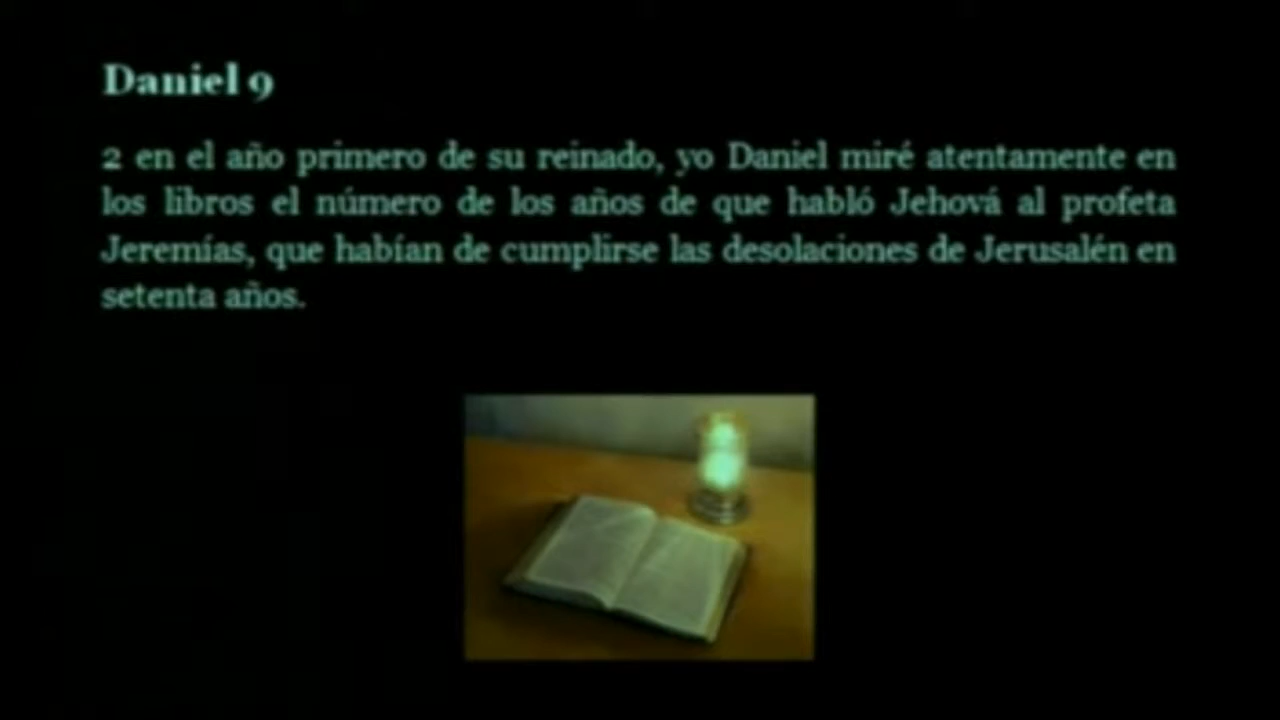 Daniel 9
2 en el año primero de su reinado, yo Daniel miré atentamente en
los libros el número de los años de que habló Jehová al profeta
Jeremías, que habían de cumplirse las desolaciones de Jerusalén en
setenta años.